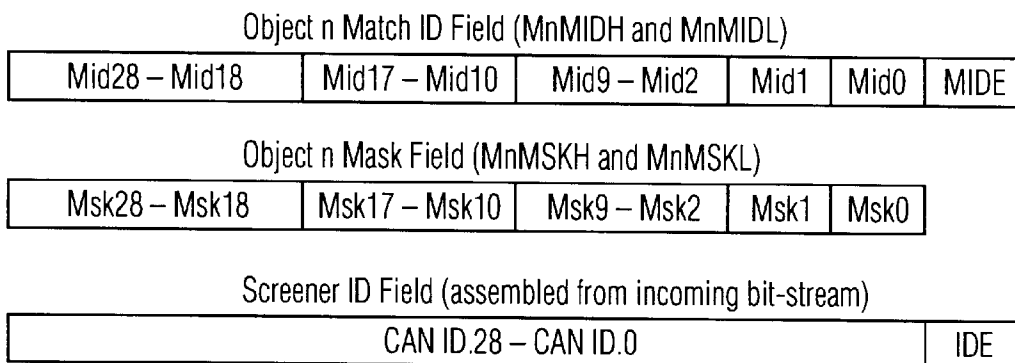 Object n Match ID Field (MnMIDH and MnMIDL)
Mid28 – Mid18 Mid17 – Mid10 Mid9 – Mid2 Mid1 Mid0 MIDE
Object n Mask Field (MnMSKH and MnMSKL)
Msk28 – Msk18 Msk17 – Msk10 Msk9 – Msk2 Msk1 Msk0
Screener ID Field (assembled from incoming bit-stream)
CAN ID.28 – CAN ID.0 IDE